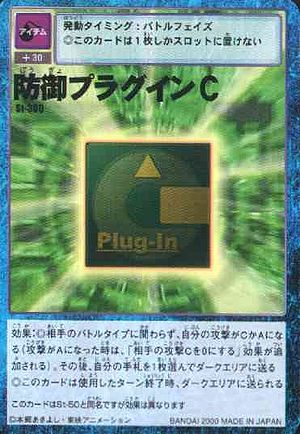 アイテム
+30
発動タイミング：バトルフェイズ
◎このカードは１枚しかスロットに置けない
ぼうぎょ
防御プラグインＣ
St-300
Plug-In
効果：◎相手のバトルタイプに関わらず、自分の攻撃がCかAにな
る（攻撃がAになった時は、「相手の攻撃Cを0にする」効果が追
加される）。その後、自分の手札を1枚選んでダークエリアに送る
◎このカードは使用したターン終了時、ダークエリアに送られる
このカードはSt-50と同名ですが効果は異なります
©本郷あきよし・東映アニメーション
BANDAI 2000 MADE IN JAPAN